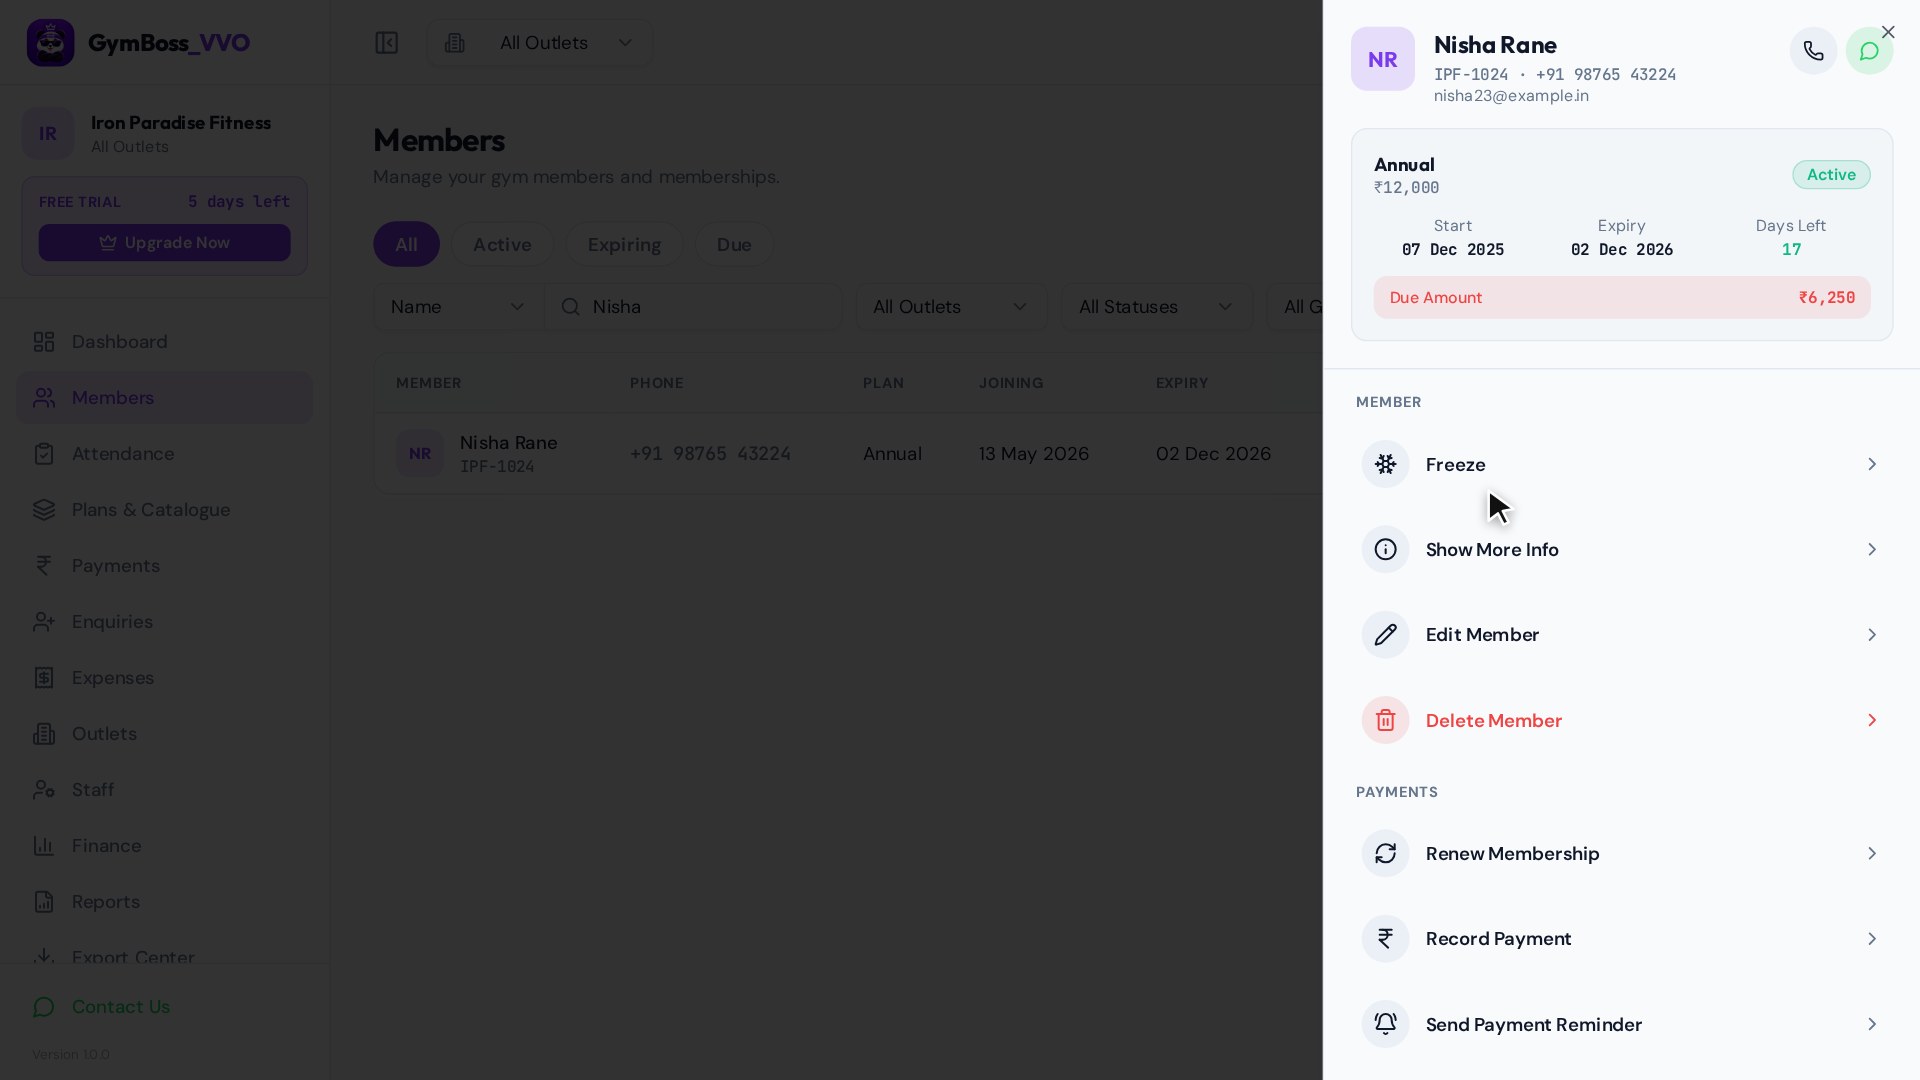 GymBoss_VVO
IR
Iron Paradise Fitness
All Outlets
FREE TRIAL
5 days left
Upgrade Now
Dashboard
Members
Attendance
Plans & Catalogue
Payments
Enquiries
Expenses
Outlets
Staff
Finance
Reports
Export Center
Contact Us
Version 1.0.0
All Outlets
Members
Manage your gym members and memberships.
All
Active
Expiring
Due
Name
Nisha
All Outlets
All Statuses
All G
MEMBER PHONE PLAN JOINING EXPIRY
NR
Nisha Rane
IPF-1024
+91 98765 43224
Annual
13 May 2026
02 Dec 2026
NR
Nisha Rane
IPF-1024 · +91 98765 43224
nisha23@example.in
Annual
₹12,000
Active
Start Expiry Days Left
07 Dec 2025 02 Dec 2026 17
Due Amount ₹6,250
MEMBER
Freeze
Show More Info
Edit Member
Delete Member
PAYMENTS
Renew Membership
Record Payment
Send Payment Reminder